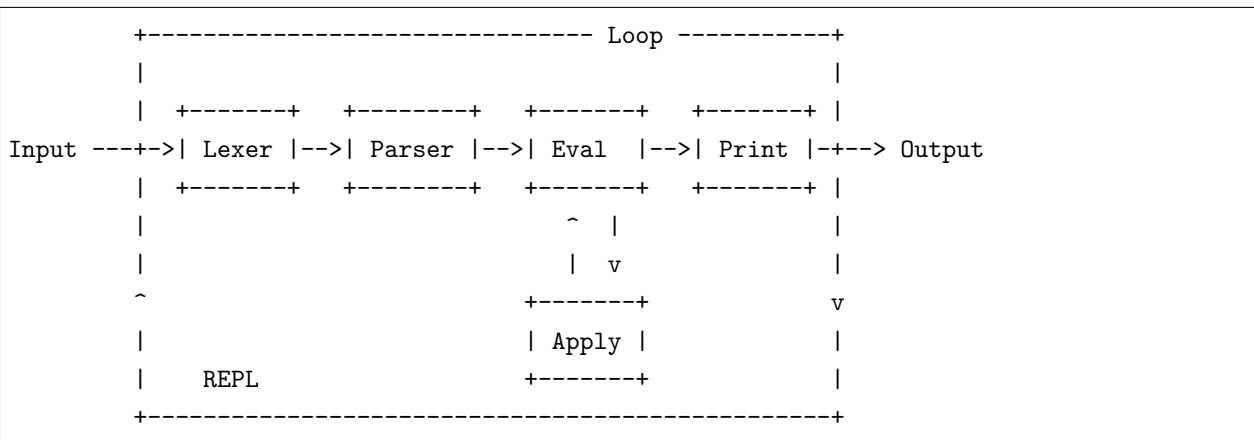 +-------------------------------- Loop -----------+
|                                                 |
|  +-------+   +--------+   +-------+   +-------+ |
Input ---+->| Lexer |-->| Parser |-->| Eval  |-->| Print |-+--> Output
|  +-------+   +--------+   +-------+   +-------+ |
|                              ^  |               |
|                              |  v               |
^                           +-------+             v
|                           | Apply |             |
|    REPL                   +-------+             |
+-------------------------------------------------+